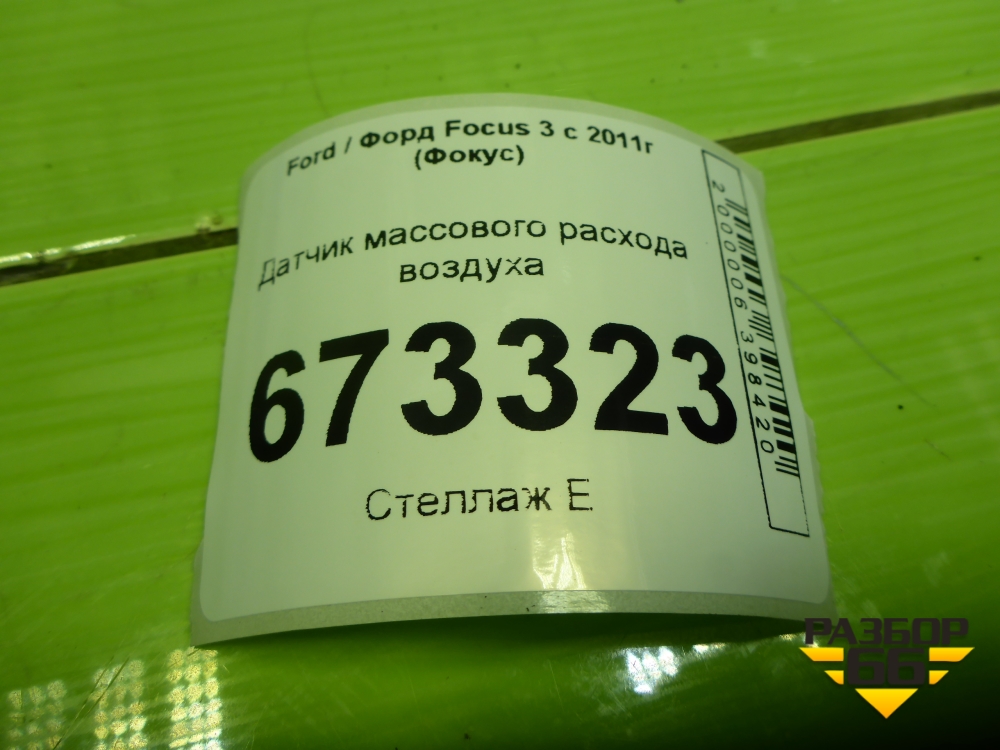 Ford / Форд Focus 3 с 2011г
(Фокус)
Датчик массового расхода
воздуха
673323
Стеллаж Е
2000006398420
РАЗБОР
66